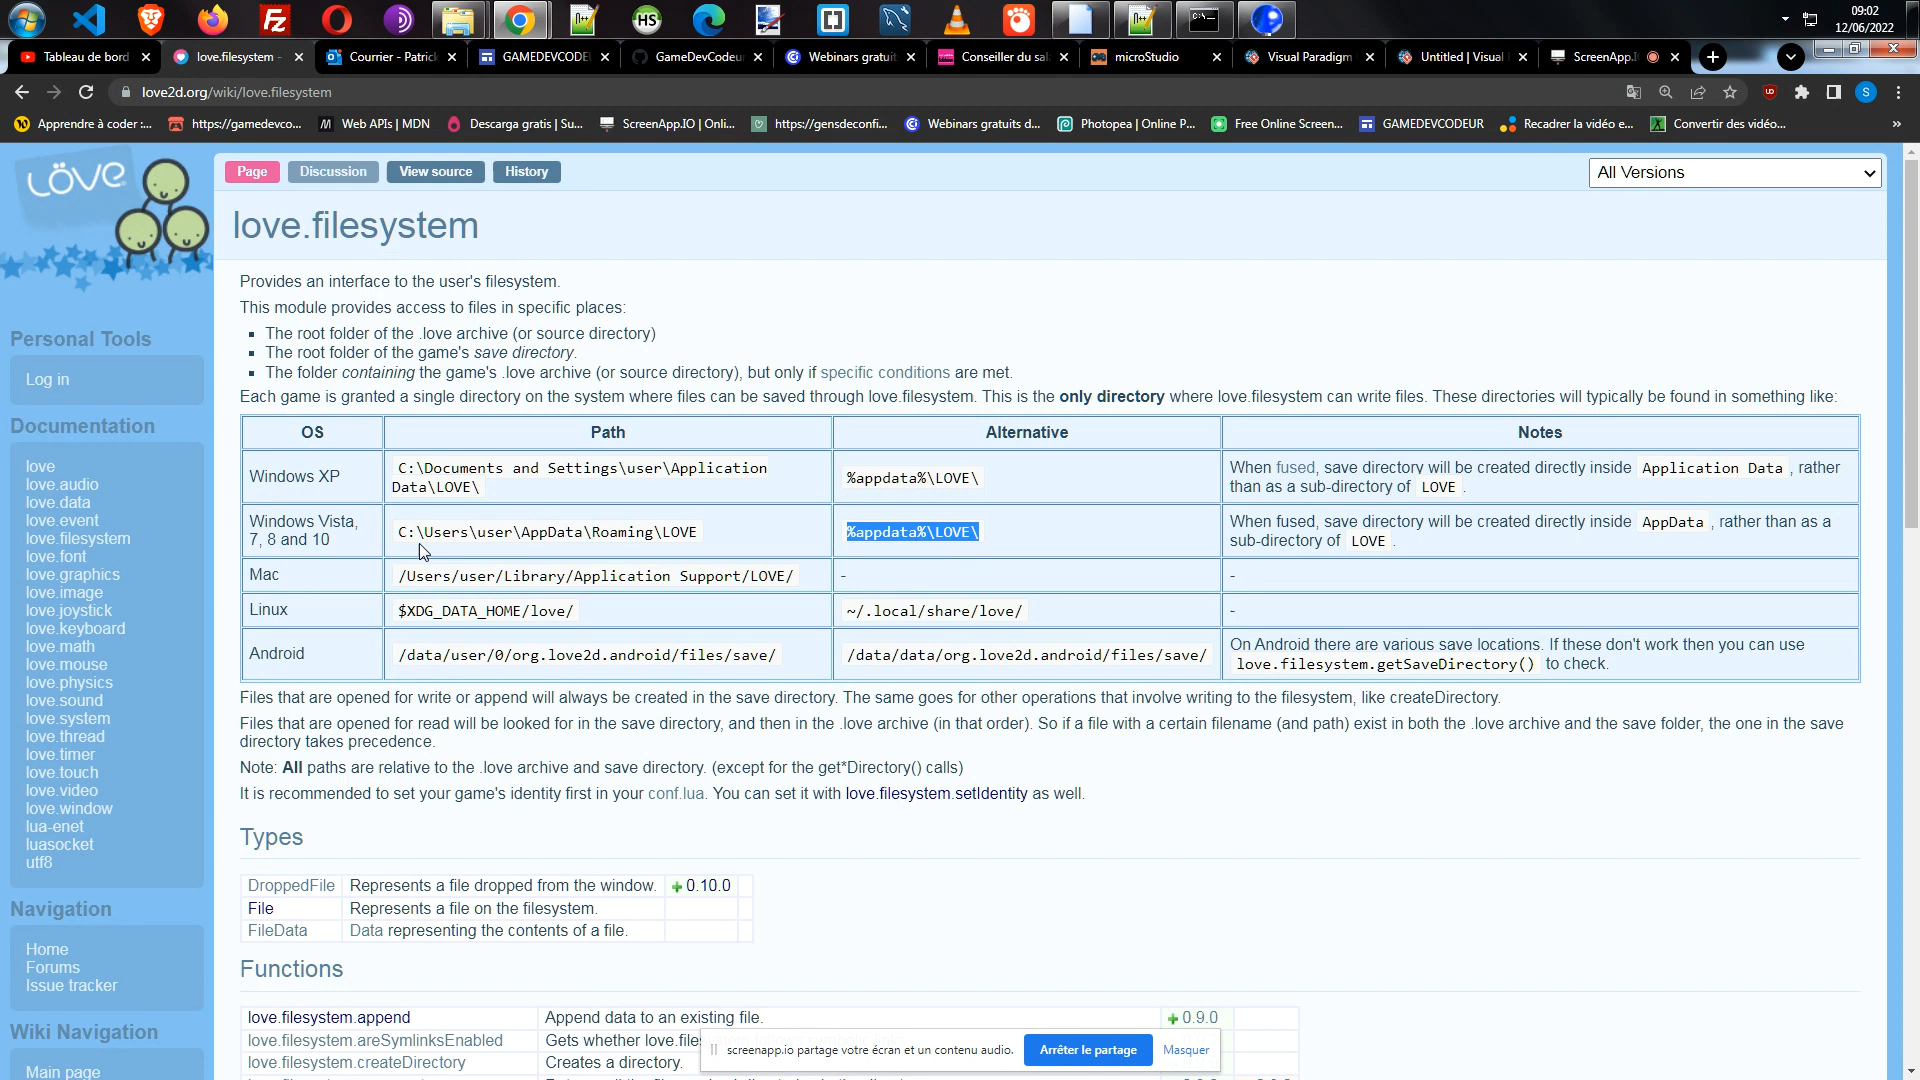 09:02
12/06/2022
Tableau de bord
love.filesystem -
Courrier - Patrick
GAMEDEVCODE
GameDevCodeu
Webinars gratuit
Conseiller du sal
microStudio
Visual Paradigm
Untitled | Visual
ScreenApp.I
love2d.org/wiki/love.filesystem
Apprendre à coder :...
https://gamedevco...
Web APIs | MDN
Descarga gratis | Su...
ScreenApp.IO | Onli...
https://gensdeconfi...
Webinars gratuits d...
Photopea | Online P...
Free Online Screen...
GAMEDEVCODEUR
Recadrer la vidéo e...
Convertir des vidéo...
»
LÖVE
Page
Discussion
View source
History
All Versions
love.filesystem
Provides an interface to the user's filesystem.
This module provides access to files in specific places:
The root folder of the .love archive (or source directory)
The root folder of the game's save directory.
The folder containing the game's .love archive (or source directory), but only if specific conditions are met.
Each game is granted a single directory on the system where files can be saved through love.filesystem. This is the only directory where love.filesystem can write files. These directories will typically be found in something like:
OS Path Alternative Notes
Windows XP
C:\Documents and Settings\user\Application
Data\LOVE\
%appdata%\LOVE\
When fused, save directory will be created directly inside Application Data , rather
than as a sub-directory of LOVE .
Windows Vista,
7, 8 and 10
C:\Users\user\AppData\Roaming\LOVE
%appdata%\LOVE\
When fused, save directory will be created directly inside AppData , rather than as a
sub-directory of LOVE .
Mac /Users/user/Library/Application Support/LOVE/ - -
Linux $XDG_DATA_HOME/love/ ~/.local/share/love/ -
Android /data/user/0/org.love2d.android/files/save/ /data/data/org.love2d.android/files/save/
On Android there are various save locations. If these don't work then you can use
love.filesystem.getSaveDirectory() to check.
Files that are opened for write or append will always be created in the save directory. The same goes for other operations that involve writing to the filesystem, like createDirectory.
Files that are opened for read will be looked for in the save directory, and then in the .love archive (in that order). So if a file with a certain filename (and path) exist in both the .love archive and the save folder, the one in the save
directory takes precedence.
Note: All paths are relative to the .love archive and save directory. (except for the get*Directory() calls)
It is recommended to set your game's identity first in your conf.lua. You can set it with love.filesystem.setIdentity as well.
Types
DroppedFile Represents a file dropped from the window. 0.10.0
File Represents a file on the filesystem.
FileData Data representing the contents of a file.
Functions
love.filesystem.append Append data to an existing file. 0.9.0
love.filesystem.areSymlinksEnabled Gets whether love.files
love.filesystem.createDirectory Creates a directory.
Personal Tools
Log in
Documentation
love
love.audio
love.data
love.event
love.filesystem
love.font
love.graphics
love.image
love.joystick
love.keyboard
love.math
love.mouse
love.physics
love.sound
love.system
love.thread
love.timer
love.touch
love.video
love.window
lua-enet
luasocket
utf8
Navigation
Home
Forums
Issue tracker
Wiki Navigation
Main page
screenapp.io partage votre écran et un contenu audio.
Arrêter le partage
Masquer